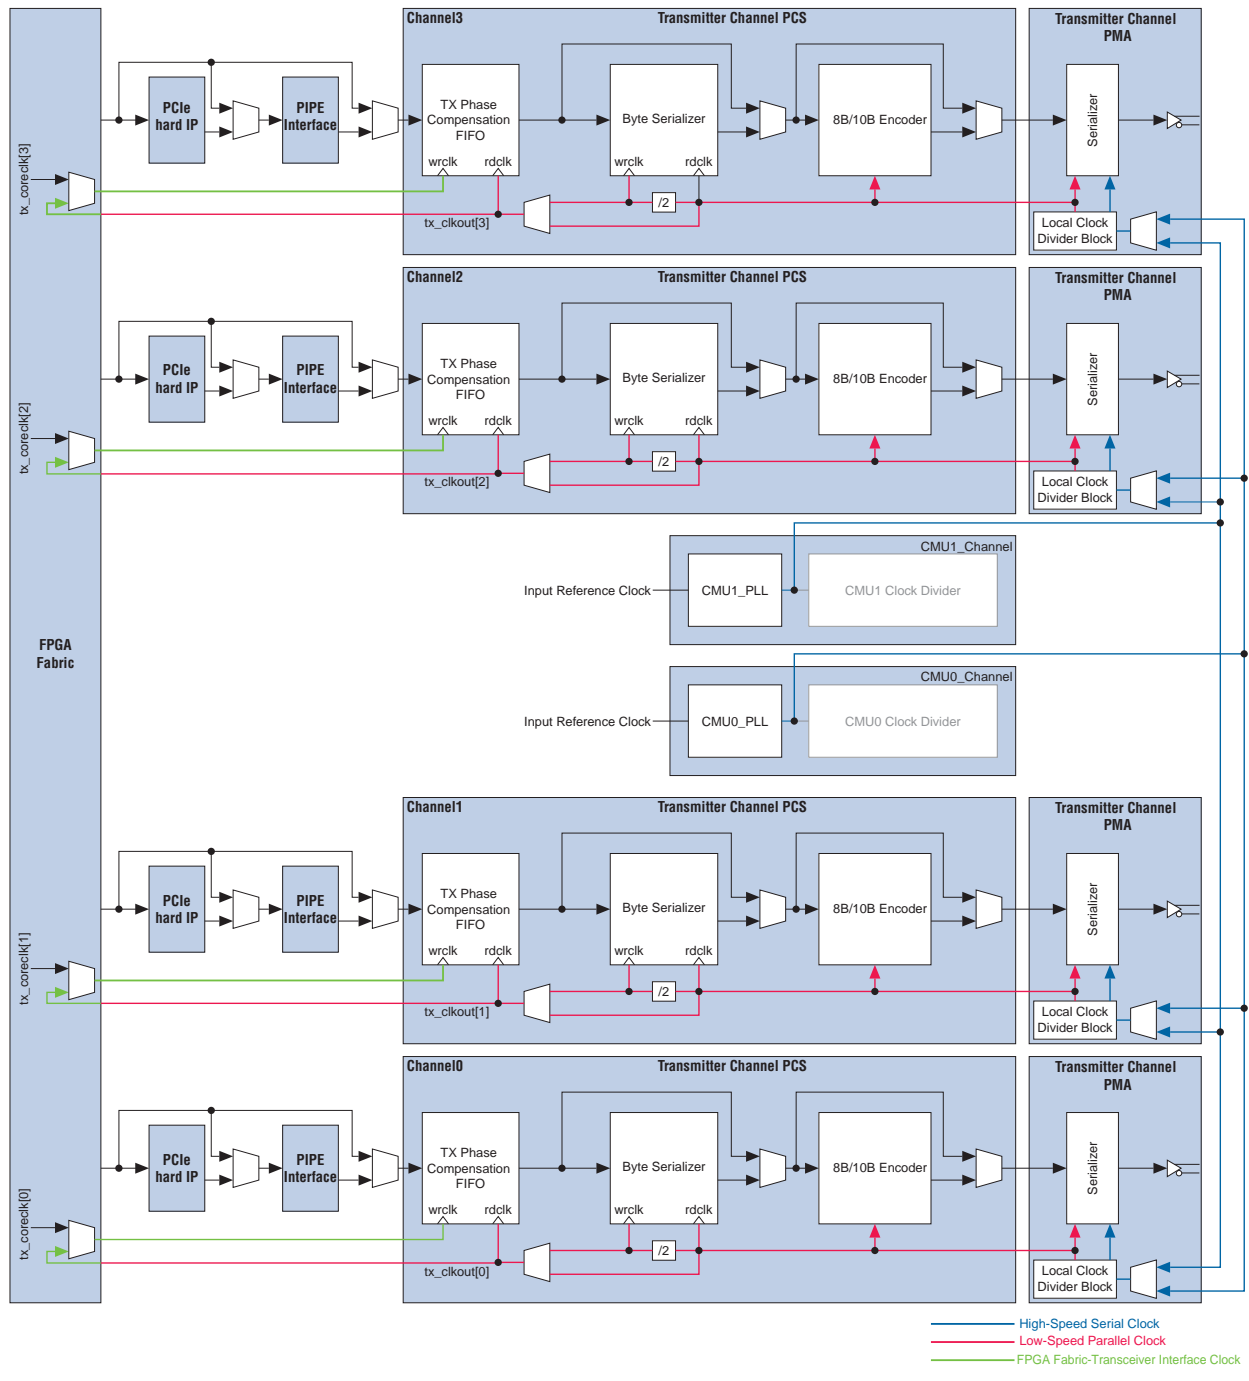 Channel3
Transmitter Channel PCS
Transmitter Channel
PMA
PCIe
hard IP
PIPE
Interface
TX Phase
Compensation
FIFO
wrclk
rdclk
Byte Serializer
wrclk
rdclk
8B/10B Encoder
Serializer
tx_coreclk[3]
/2
tx_clkout[3]
Local Clock
Divider Block
Channel2
Transmitter Channel PCS
Transmitter Channel
PMA
PCIe
hard IP
PIPE
Interface
TX Phase
Compensation
FIFO
wrclk
rdclk
Byte Serializer
wrclk
rdclk
8B/10B Encoder
Serializer
tx_coreclk[2]
/2
tx_clkout[2]
Local Clock
Divider Block
CMU1_Channel
Input Reference Clock
CMU1_PLL
CMU1 Clock Divider
FPGA
Fabric
CMU0_Channel
Input Reference Clock
CMU0_PLL
CMU0 Clock Divider
Channel1
Transmitter Channel PCS
Transmitter Channel
PMA
PCIe
hard IP
PIPE
Interface
TX Phase
Compensation
FIFO
wrclk
rdclk
Byte Serializer
wrclk
rdclk
8B/10B Encoder
Serializer
tx_coreclk[1]
/2
tx_clkout[1]
Local Clock
Divider Block
Channel0
Transmitter Channel PCS
Transmitter Channel
PMA
PCIe
hard IP
PIPE
Interface
TX Phase
Compensation
FIFO
wrclk
rdclk
Byte Serializer
wrclk
rdclk
8B/10B Encoder
Serializer
tx_coreclk[0]
/2
tx_clkout[0]
Local Clock
Divider Block
High-Speed Serial Clock
Low-Speed Parallel Clock
FPGA Fabric-Transceiver Interface Clock